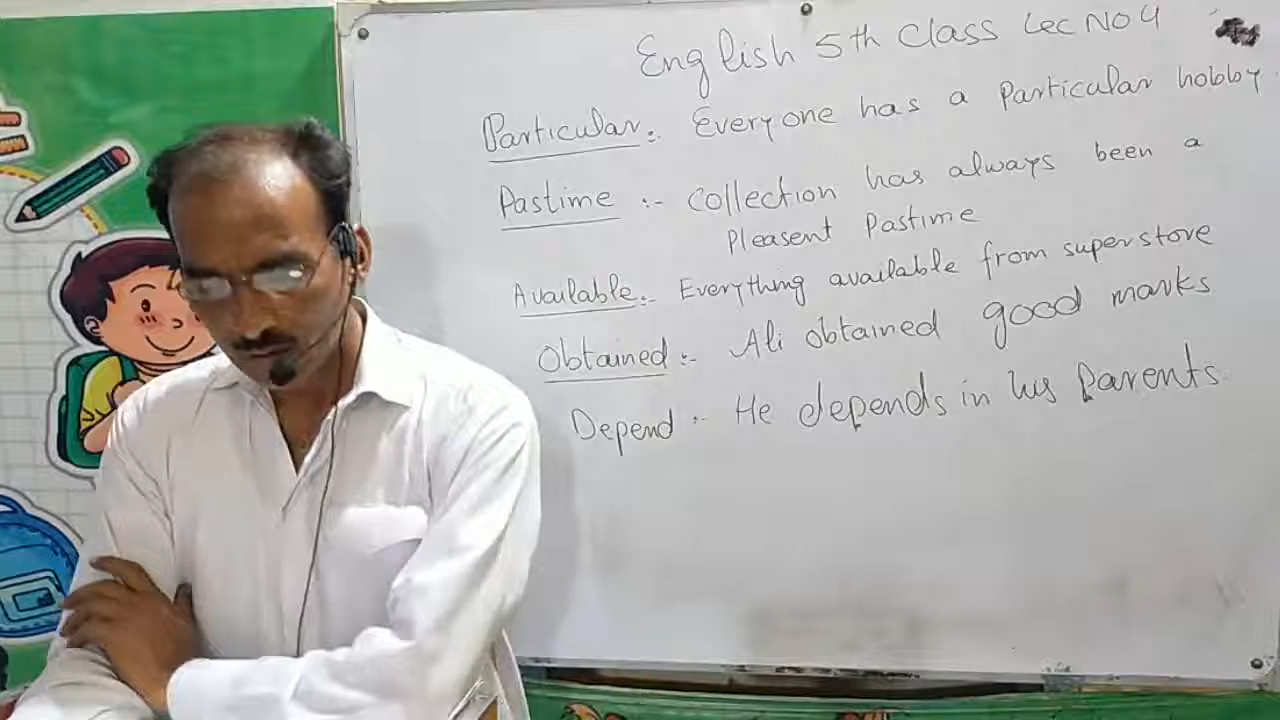 English 5th Class Lec No 4
Particular:- Everyone has a Particular hobby.
Pastime :- Collection has always been a
Pleasent Pastime
Available:- Everything available from superstore
Obtained :- Ali obtained good marks
Depend :- He depends in his Parents.